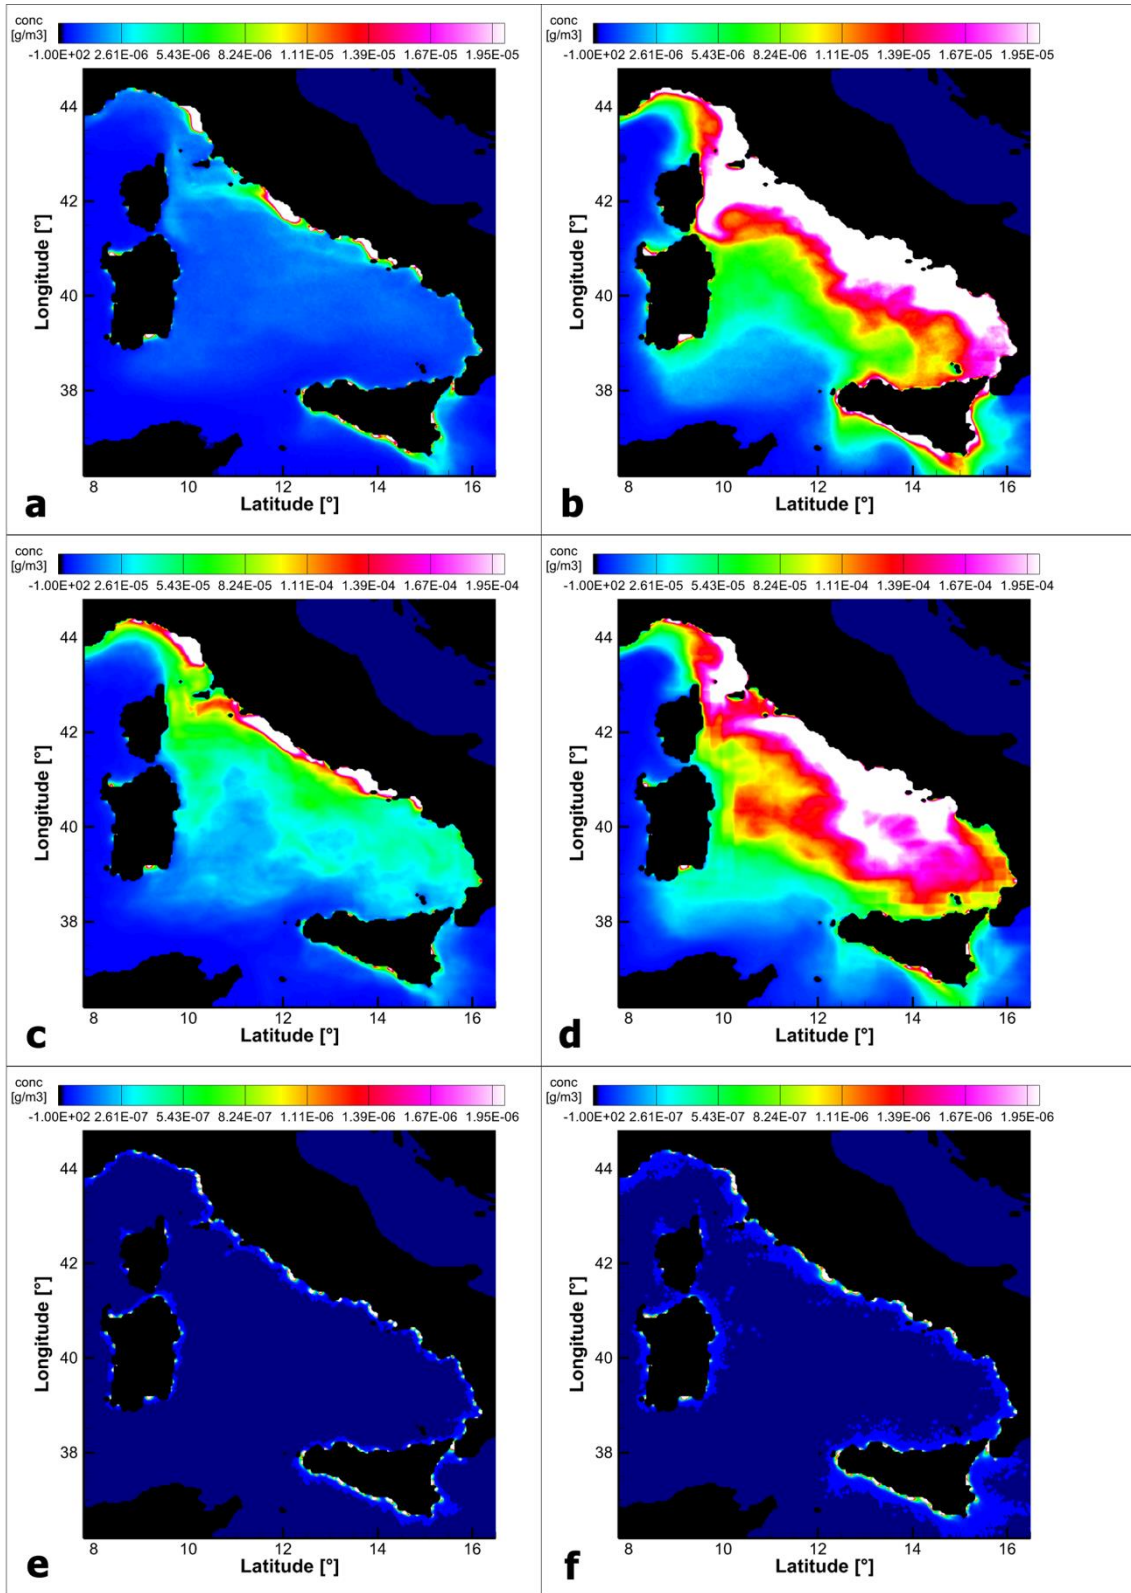 conc
[g/m3]
-1.00E+02 2.61E-06 5.43E-06 8.24E-06 1.11E-05 1.39E-05 1.67E-05 1.95E-05
44
42
40
38
Longitude [°]
8 10 12 14 16
Latitude [°]
a
conc
[g/m3]
-1.00E+02 2.61E-06 5.43E-06 8.24E-06 1.11E-05 1.39E-05 1.67E-05 1.95E-05
44
42
40
38
Longitude [°]
8 10 12 14 16
Latitude [°]
b
conc
[g/m3]
-1.00E+02 2.61E-05 5.43E-05 8.24E-05 1.11E-04 1.39E-04 1.67E-04 1.95E-04
44
42
40
38
Longitude [°]
8 10 12 14 16
Latitude [°]
c
conc
[g/m3]
-1.00E+02 2.61E-05 5.43E-05 8.24E-05 1.11E-04 1.39E-04 1.67E-04 1.95E-04
44
42
40
38
Longitude [°]
8 10 12 14 16
Latitude [°]
d
conc
[g/m3]
-1.00E+02 2.61E-07 5.43E-07 8.24E-07 1.11E-06 1.39E-06 1.67E-06 1.95E-06
44
42
40
38
Longitude [°]
8 10 12 14 16
Latitude [°]
e
conc
[g/m3]
-1.00E+02 2.61E-07 5.43E-07 8.24E-07 1.11E-06 1.39E-06 1.67E-06 1.95E-06
44
42
40
38
Longitude [°]
8 10 12 14 16
Latitude [°]
f